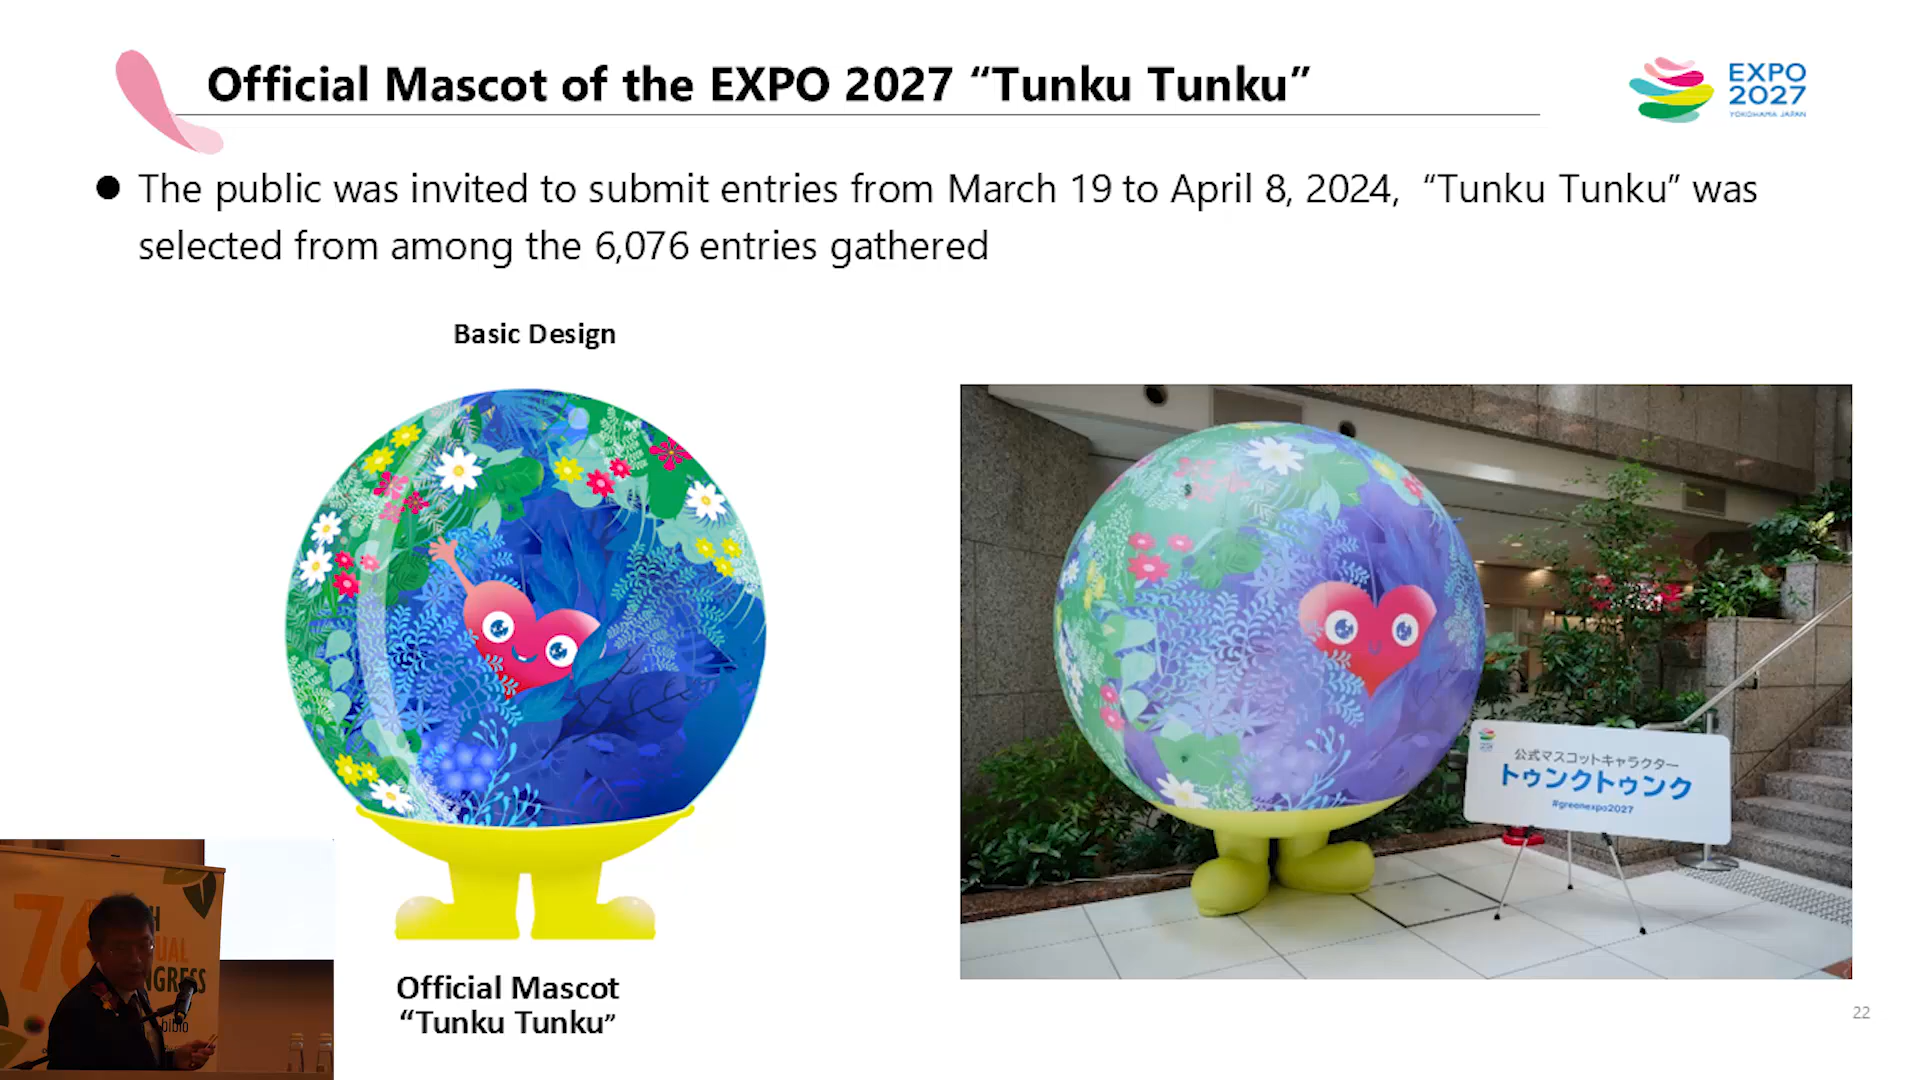 Official Mascot of the EXPO 2027 “Tunku Tunku”
EXPO
2027
YOKOHAMA JAPAN
● The public was invited to submit entries from March 19 to April 8, 2024, “Tunku Tunku” was
selected from among the 6,076 entries gathered
Basic Design
公式マスコットキャラクター
トゥンクトゥンク
#greenexpo2027
76
Official Mascot
“Tunku Tunku”
22